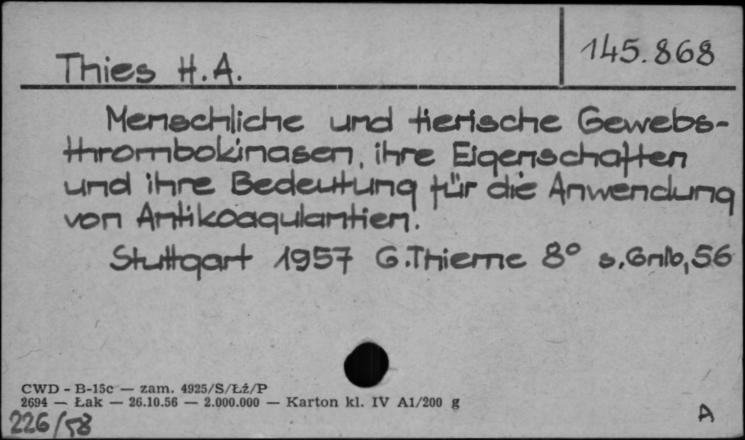 Thies H.A.
145.868
Menschliche und tierische Gewebs-
thrombokinasen, ihre Eigenschaften
und ihre Bedeutung für die Anwendung
von Antikoagulantien.
Stuttgart 1957 G.Thieme 8° s. 56
CWD - B-15c — zam. 4925/S/Łż/P
2694 — Łak — 26.10.56 — 2.000.000 — Karton kl. IV A1/200 g
226/58
A